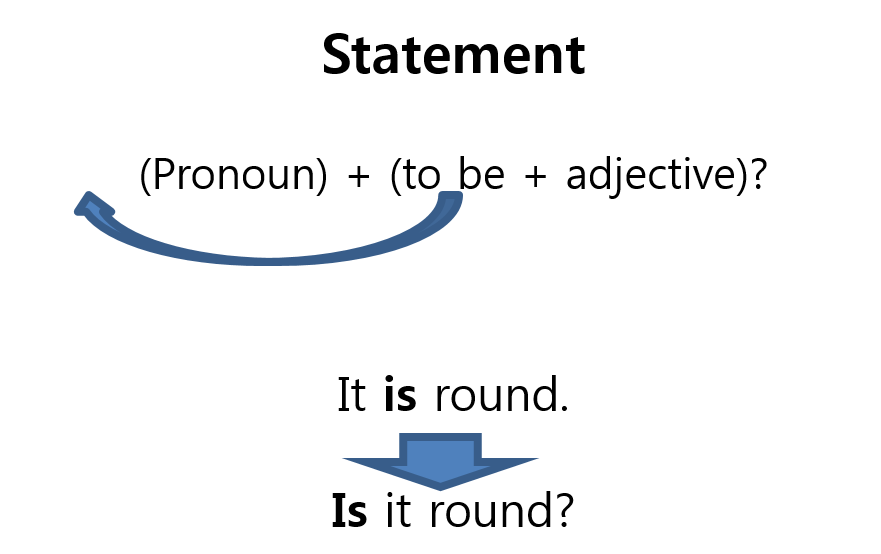 Statement
(Pronoun) + (to be + adjective)?
It is round.
Is it round?